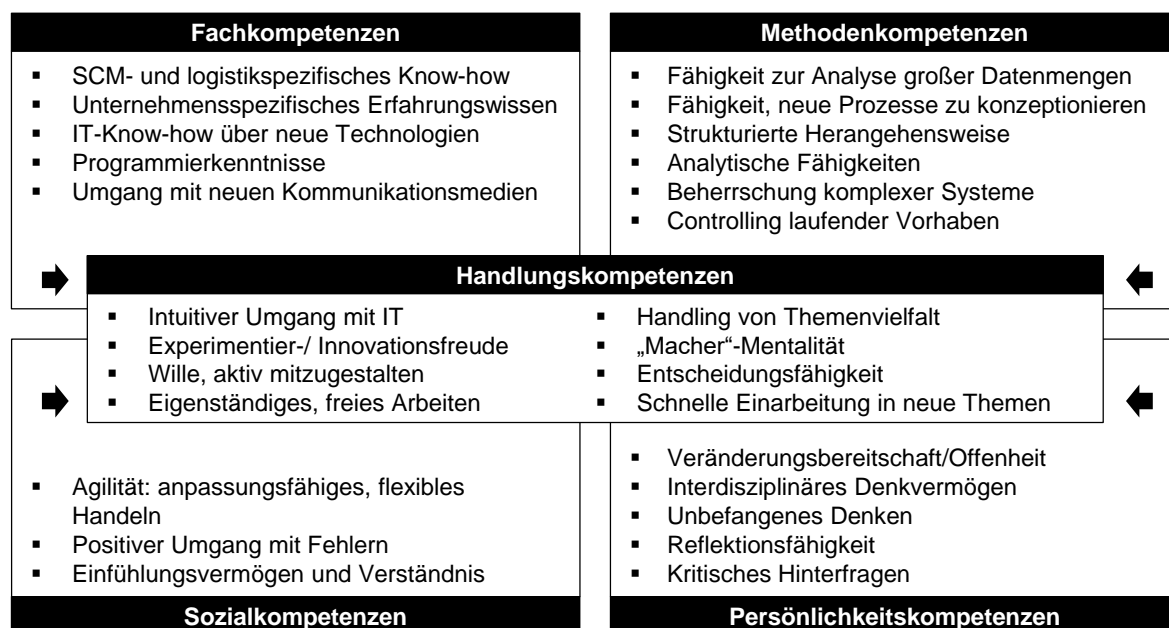 Fachkompetenzen
▪ SCM- und logistikspezifisches Know-how
▪ Unternehmensspezifisches Erfahrungswissen
▪ IT-Know-how über neue Technologien
▪ Programmierkenntnisse
▪ Umgang mit neuen Kommunikationsmedien
Methodenkompetenzen
▪ Fähigkeit zur Analyse großer Datenmengen
▪ Fähigkeit, neue Prozesse zu konzeptionieren
▪ Strukturierte Herangehensweise
▪ Analytische Fähigkeiten
▪ Beherrschung komplexer Systeme
▪ Controlling laufender Vorhaben
Handlungskompetenzen
▪ Intuitiver Umgang mit IT
▪ Experimentier-/ Innovationsfreude
▪ Wille, aktiv mitzugestalten
▪ Eigenständiges, freies Arbeiten
▪ Handling von Themenvielfalt
▪ „Macher“-Mentalität
▪ Entscheidungsfähigkeit
▪ Schnelle Einarbeitung in neue Themen
▪ Agilität: anpassungsfähiges, flexibles
Handeln
▪ Positiver Umgang mit Fehlern
▪ Einfühlungsvermögen und Verständnis
Sozialkompetenzen
▪ Veränderungsbereitschaft/Offenheit
▪ Interdisziplinäres Denkvermögen
▪ Unbefangenes Denken
▪ Reflektionsfähigkeit
▪ Kritisches Hinterfragen
Persönlichkeitskompetenzen